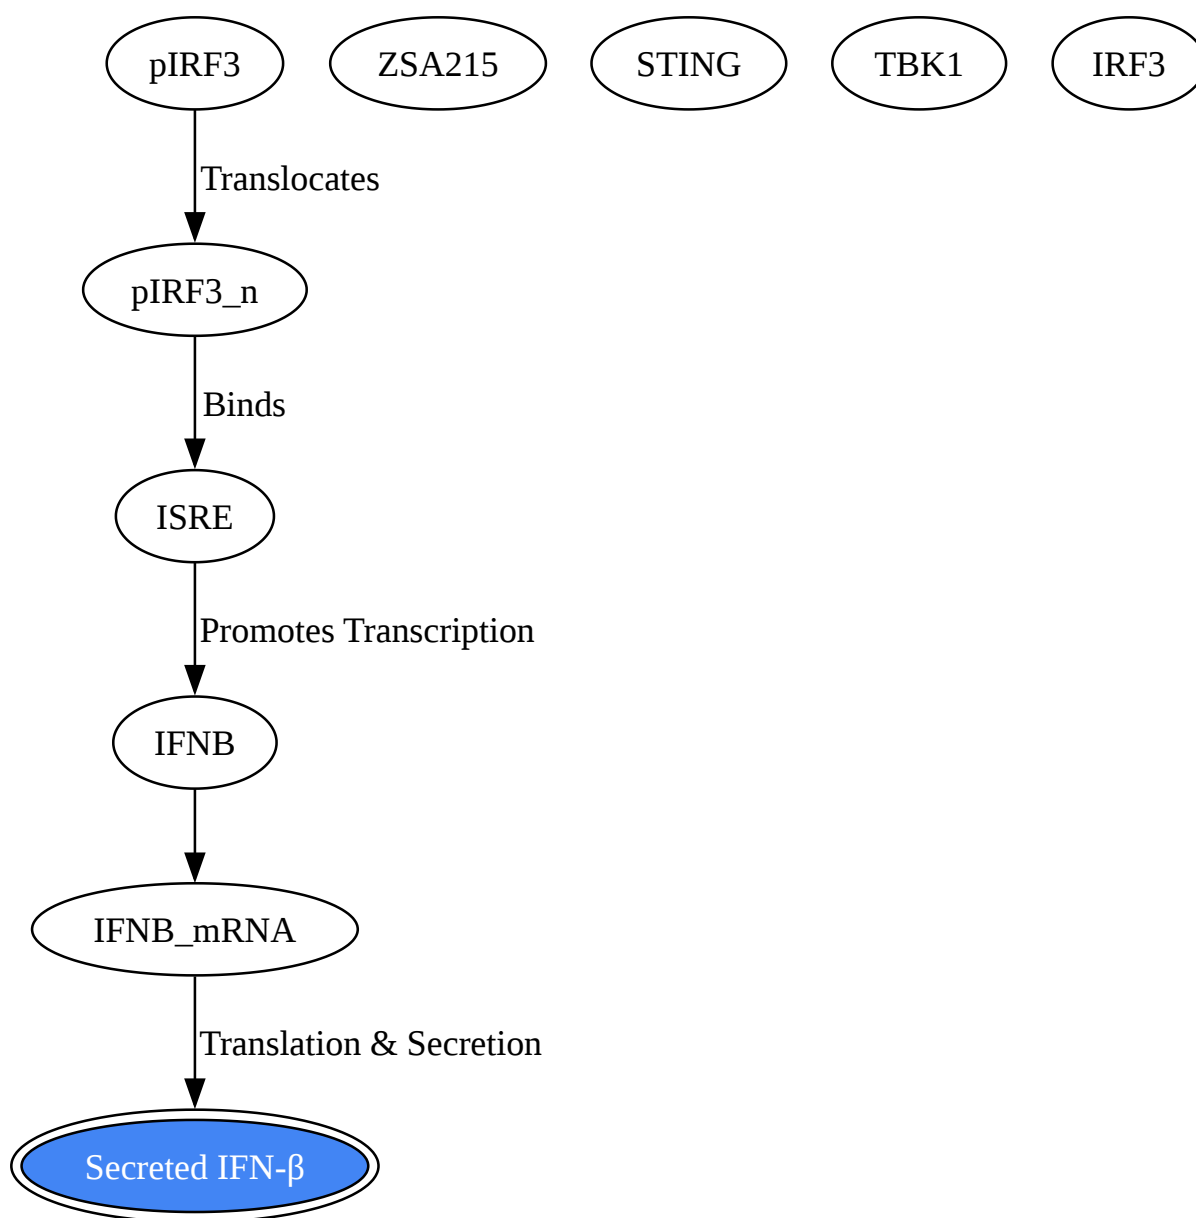 pIRF3
ZSA215
STING
TBK1
IRF3
Translocates
pIRF3_n
Binds
ISRE
Promotes Transcription
IFNB
IFNB_mRNA
Translation & Secretion
Secreted IFN-β